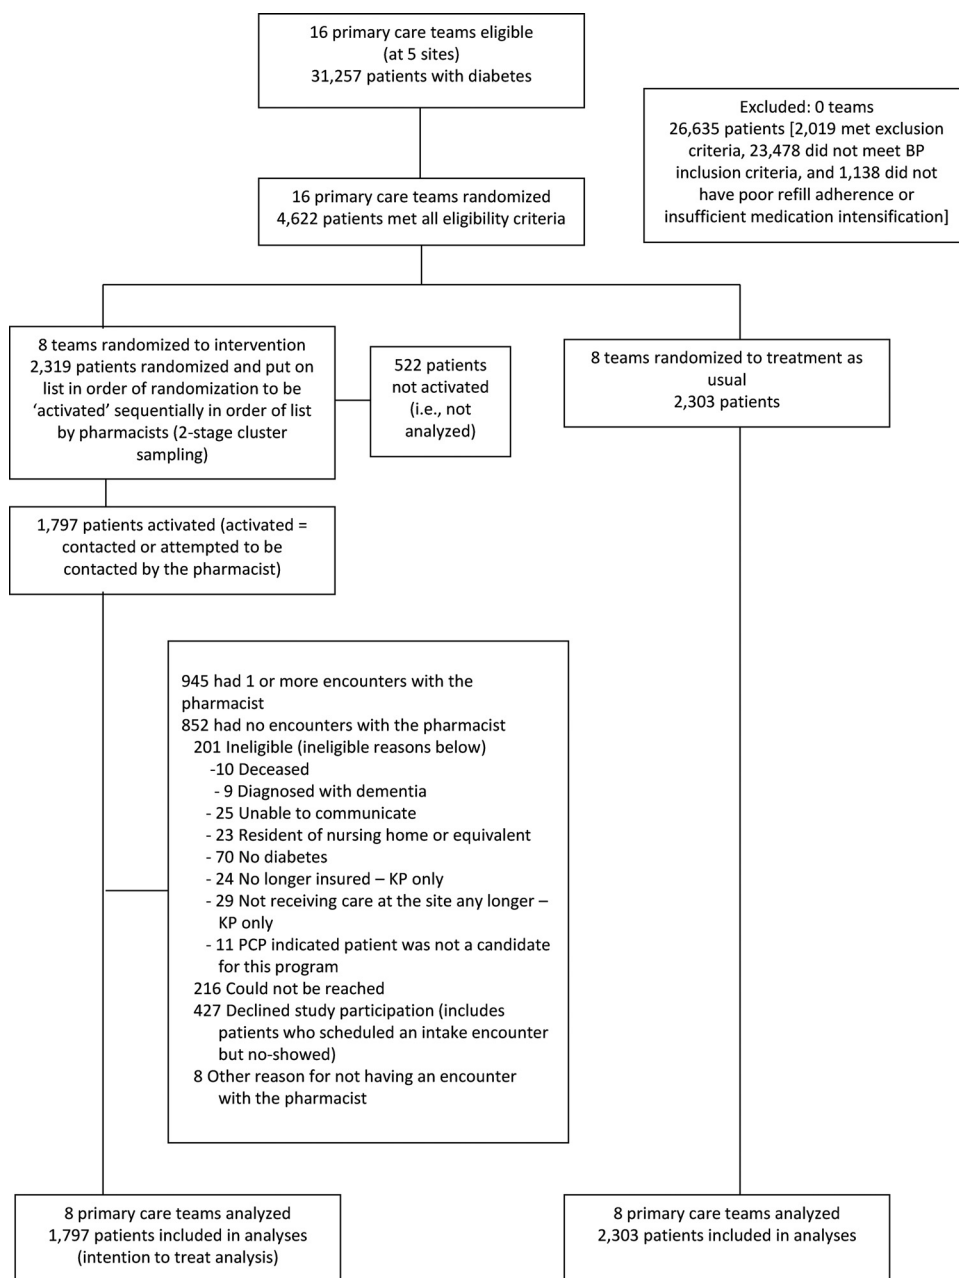 16 primary care teams eligible
(at 5 sites)
31,257 patients with diabetes
Excluded: 0 teams
26,635 patients [2,019 met exclusion
criteria, 23,478 did not meet BP
inclusion criteria, and 1,138 did not
have poor refill adherence or
insufficient medication intensification]
16 primary care teams randomized
4,622 patients met all eligibility criteria
8 teams randomized to intervention
2,319 patients randomized and put on
list in order of randomization to be
‘activated’ sequentially in order of list
by pharmacists (2-stage cluster
sampling)
522 patients
not activated
(i.e., not
analyzed)
8 teams randomized to treatment as
usual
2,303 patients
1,797 patients activated (activated =
contacted or attempted to be
contacted by the pharmacist)
945 had 1 or more encounters with the
pharmacist
852 had no encounters with the pharmacist
201 Ineligible (ineligible reasons below)
-10 Deceased
- 9 Diagnosed with dementia
- 25 Unable to communicate
- 23 Resident of nursing home or equivalent
- 70 No diabetes
- 24 No longer insured – KP only
- 29 Not receiving care at the site any longer –
KP only
- 11 PCP indicated patient was not a candidate
for this program
216 Could not be reached
427 Declined study participation (includes
patients who scheduled an intake encounter
but no-showed)
8 Other reason for not having an encounter
with the pharmacist
8 primary care teams analyzed
1,797 patients included in analyses
(intention to treat analysis)
8 primary care teams analyzed
2,303 patients included in analyses